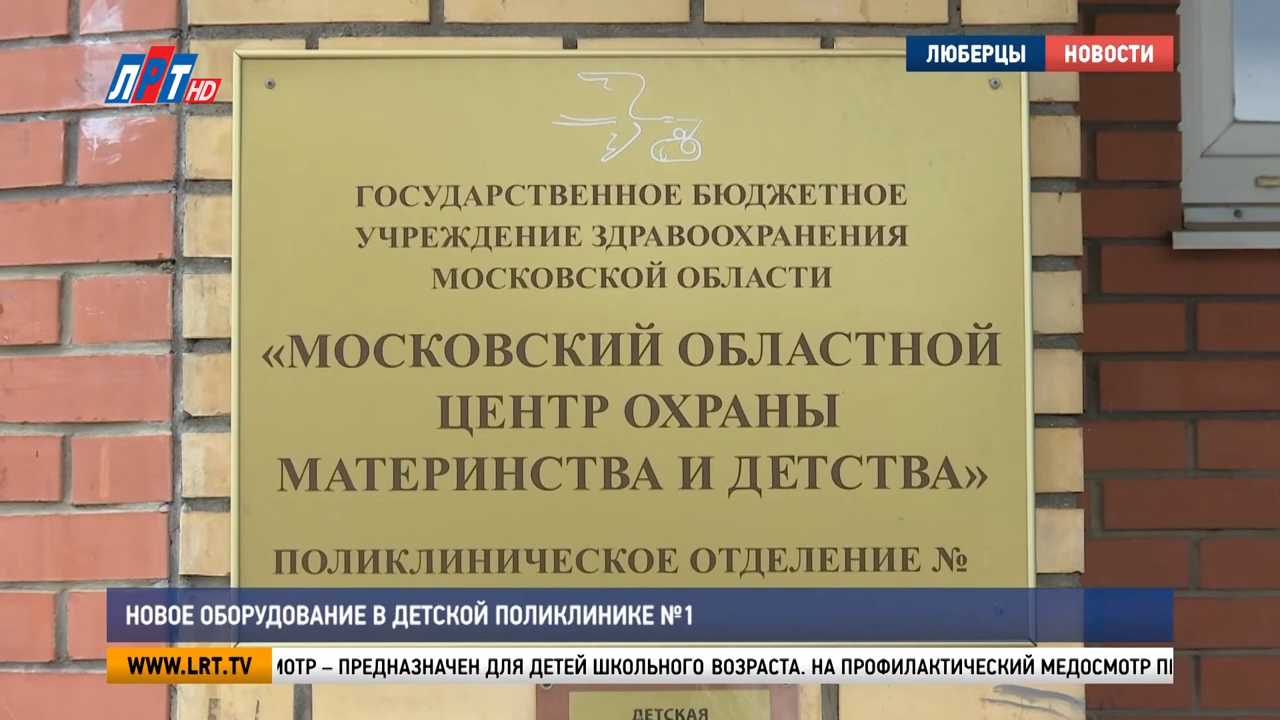 ЛРТ HD
ЛЮБЕРЦЫ НОВОСТИ
ГОСУДАРСТВЕННОЕ БЮДЖЕТНОЕ
УЧРЕЖДЕНИЕ ЗДРАВООХРАНЕНИЯ
МОСКОВСКОЙ ОБЛАСТИ
«МОСКОВСКИЙ ОБЛАСТНОЙ
ЦЕНТР ОХРАНЫ
МАТЕРИНСТВА И ДЕТСТВА»
ПОЛИКЛИНИЧЕСКОЕ ОТДЕЛЕНИЕ №
НОВОЕ ОБОРУДОВАНИЕ В ДЕТСКОЙ ПОЛИКЛИНИКЕ №1
WWW.LRT.TV
– ПРЕДНАЗНАЧЕН ДЛЯ ДЕТЕЙ ШКОЛЬНОГО ВОЗРАСТА. НА ПРОФИЛАКТИЧЕСКИЙ МЕДОСМОТР
ДЕТСКАЯ